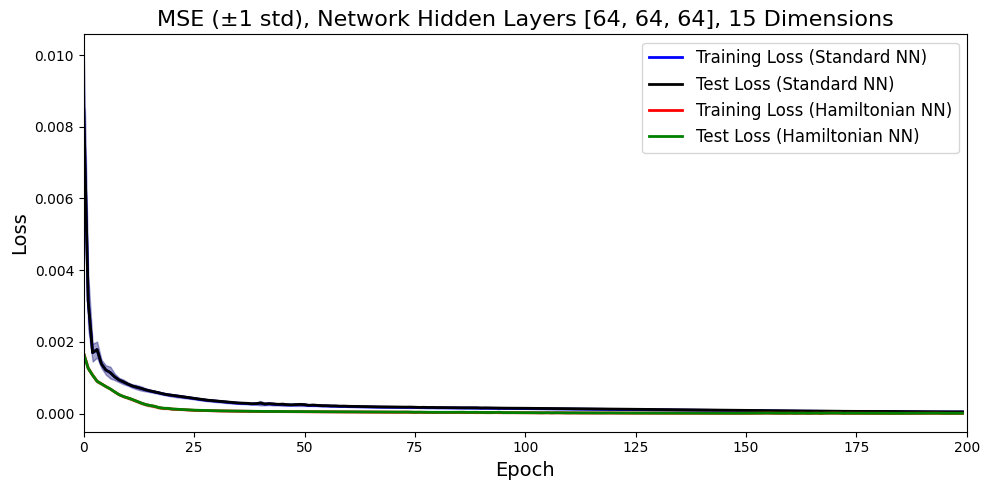 MSE (±1 std), Network Hidden Layers [64, 64, 64], 15 Dimensions
Training Loss (Standard NN)
Test Loss (Standard NN)
Training Loss (Hamiltonian NN)
Test Loss (Hamiltonian NN)
Loss
0.010
0.008
0.006
0.004
0.002
0.000
0 25 50 75 100 125 150 175 200
Epoch